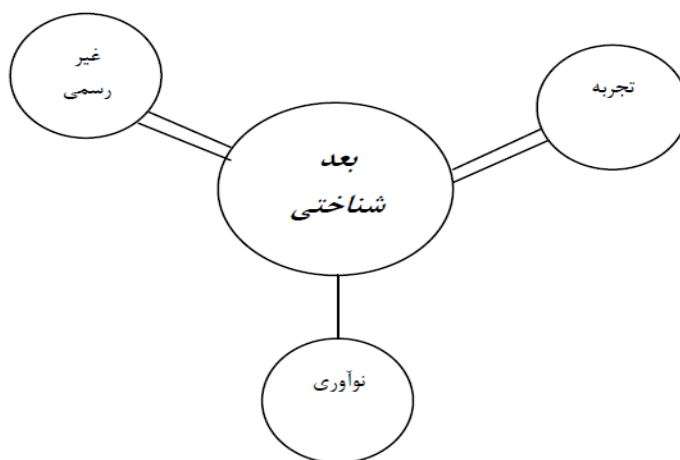 غیر
رسمی
تجربه
بعد
شناختی
نوآوری